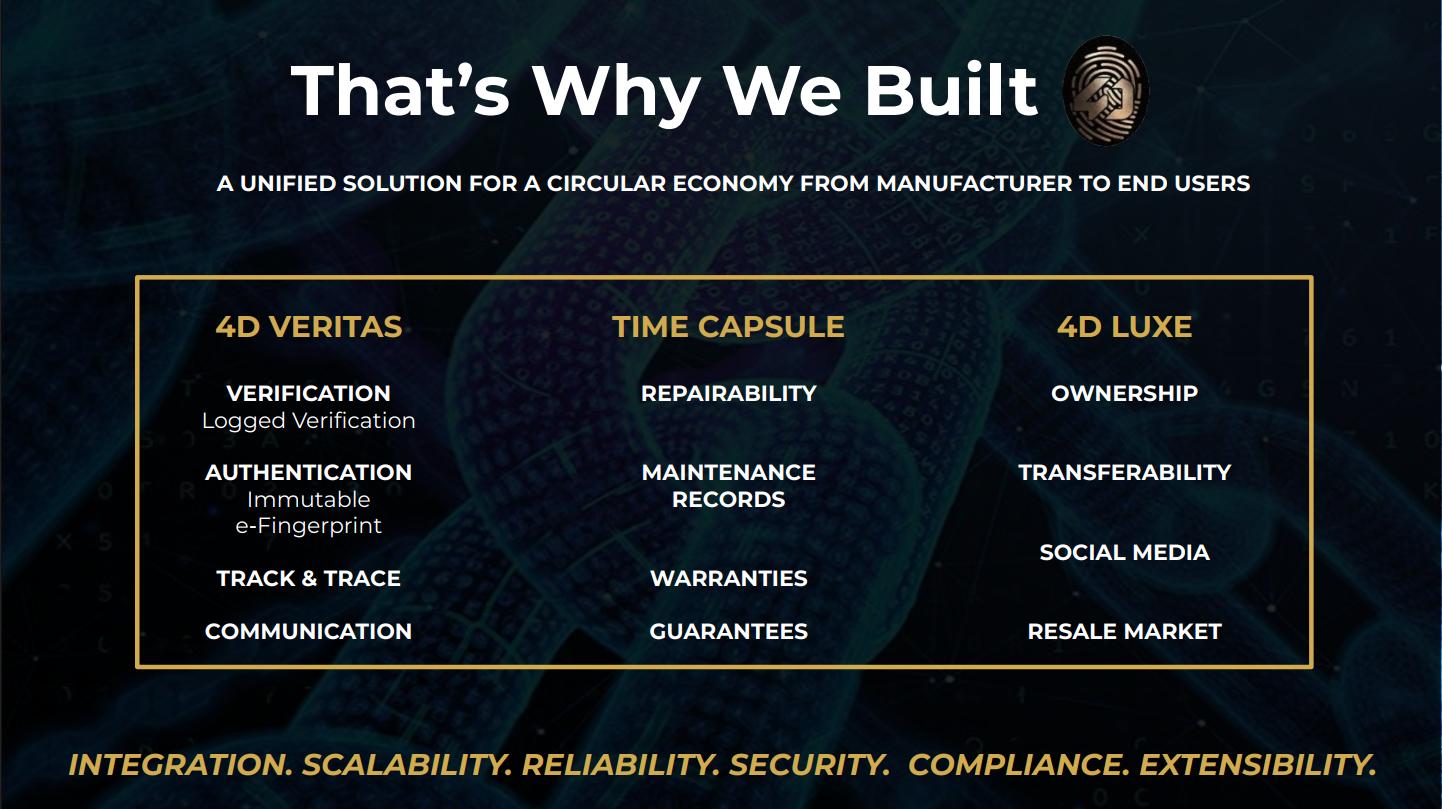 That’s Why We Built 4D
A UNIFIED SOLUTION FOR A CIRCULAR ECONOMY FROM MANUFACTURER TO END USERS
4D VERITAS
VERIFICATION
Logged Verification
AUTHENTICATION
Immutable
e-Fingerprint
TRACK & TRACE
COMMUNICATION
TIME CAPSULE
REPAIRABILITY
MAINTENANCE
RECORDS
WARRANTIES
GUARANTEES
4D LUXE
OWNERSHIP
TRANSFERABILITY
SOCIAL MEDIA
RESALE MARKET
INTEGRATION. SCALABILITY. RELIABILITY. SECURITY.  COMPLIANCE. EXTENSIBILITY.